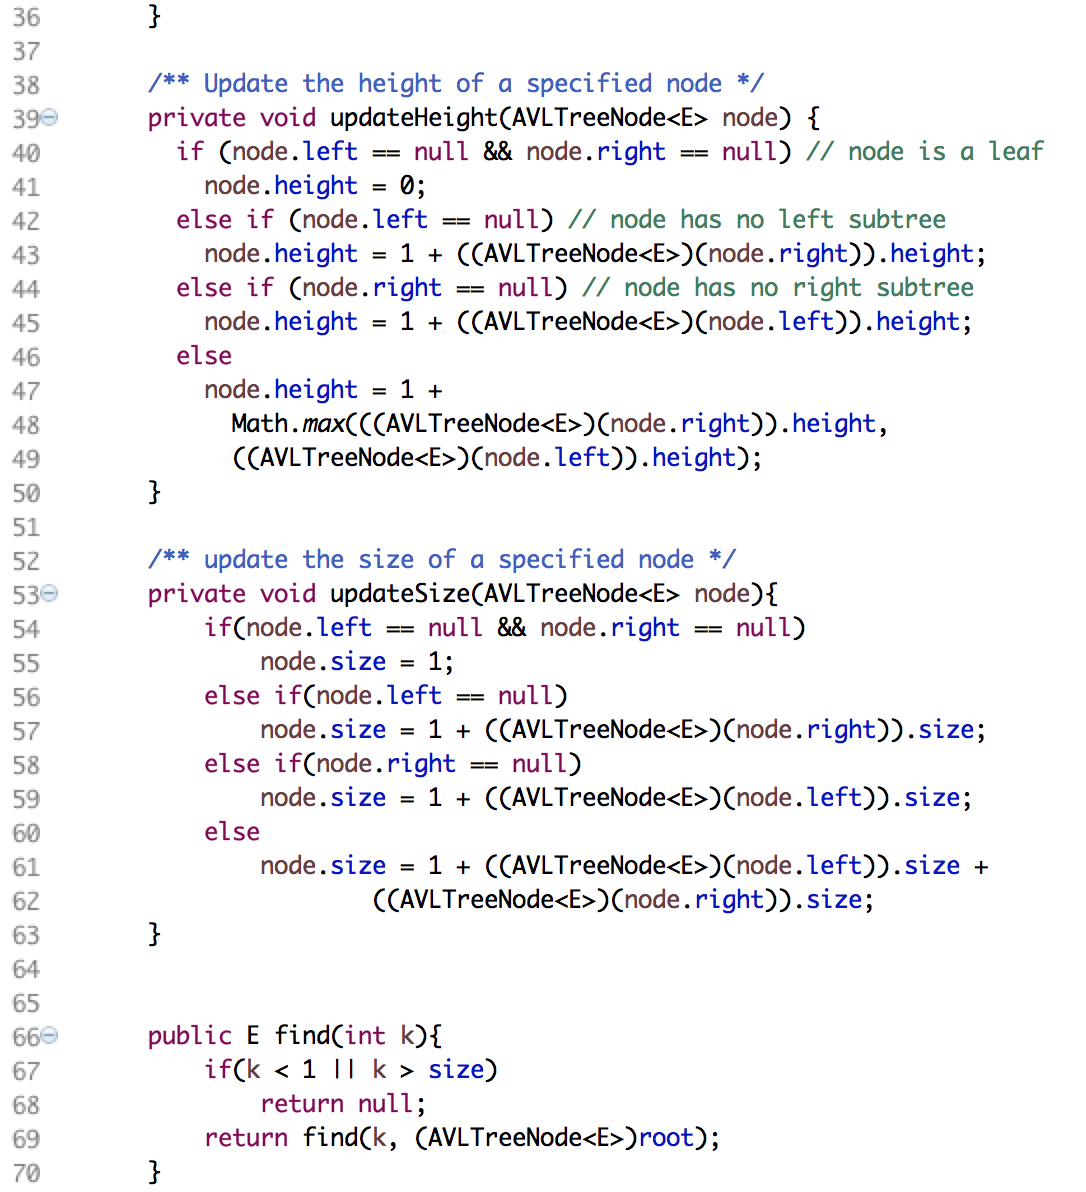 36 }
37
38 /** Update the height of a specified node */
39 private void updateHeight(AVLTreeNode<E> node) {
40 if (node.left == null && node.right == null) // node is a leaf
41 node.height = 0;
42 else if (node.left == null) // node has no left subtree
43 node.height = 1 + ((AVLTreeNode<E>)(node.right)).height;
44 else if (node.right == null) // node has no right subtree
45 node.height = 1 + ((AVLTreeNode<E>)(node.left)).height;
46 else
47 node.height = 1 +
48 Math.max(((AVLTreeNode<E>)(node.right)).height,
49 ((AVLTreeNode<E>)(node.left)).height);
50 }
51
52 /** update the size of a specified node */
53 private void updateSize(AVLTreeNode<E> node){
54 if(node.left == null && node.right == null)
55 node.size = 1;
56 else if(node.left == null)
57 node.size = 1 + ((AVLTreeNode<E>)(node.right)).size;
58 else if(node.right == null)
59 node.size = 1 + ((AVLTreeNode<E>)(node.left)).size;
60 else
61 node.size = 1 + ((AVLTreeNode<E>)(node.left)).size +
62 ((AVLTreeNode<E>)(node.right)).size;
63 }
64
65
66 public E find(int k){
67 if(k < 1 || k > size)
68 return null;
69 return find(k, (AVLTreeNode<E>)root);
70 }